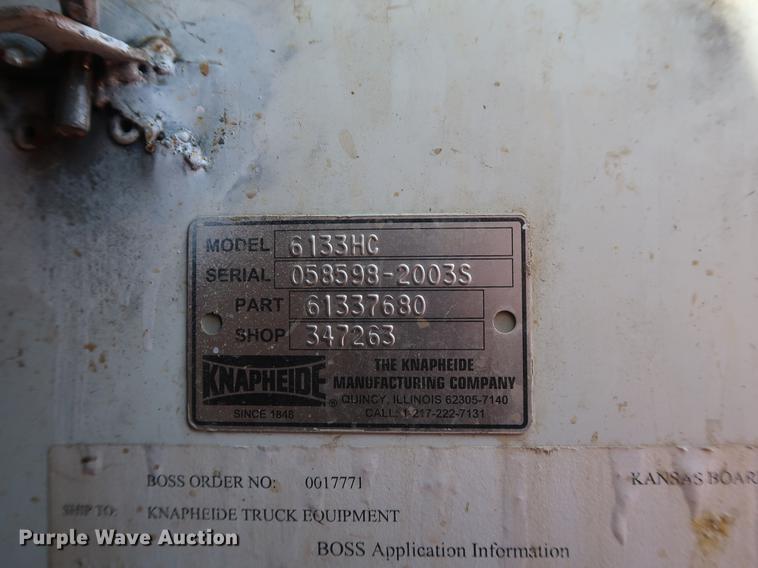 MODEL 6133HC
SERIAL 058598-2003S
PART 61337680
SHOP 347263
KNAPHEIDE ®
SINCE 1848
THE KNAPHEIDE
MANUFACTURING COMPANY
QUINCY, ILLINOIS 62305-7140
CALL: 1-217-222-7131
BOSS ORDER NO: 0017771 KANSAS BOAR
SHIP TO: KNAPHEIDE TRUCK EQUIPMENT
BOSS Application Information
Purple Wave Auction